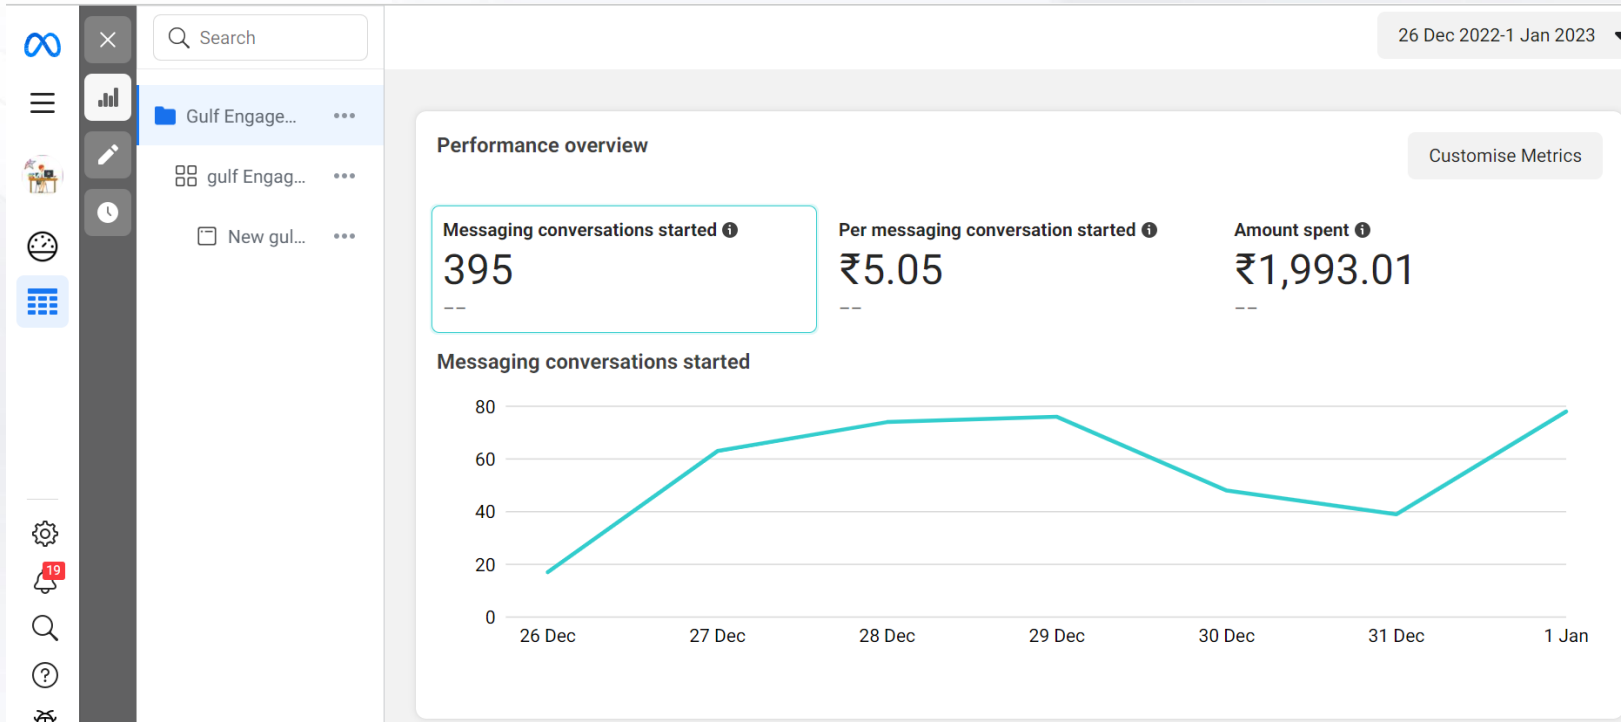 Search
26 Dec 2022-1 Jan 2023
Gulf Engage...
gulf Engag...
New gul...
Performance overview
Customise Metrics
Messaging conversations started
395
--
Per messaging conversation started
₹5.05
--
Amount spent
₹1,993.01
--
Messaging conversations started
80
60
40
20
0
26 Dec 27 Dec 28 Dec 29 Dec 30 Dec 31 Dec 1 Jan
19